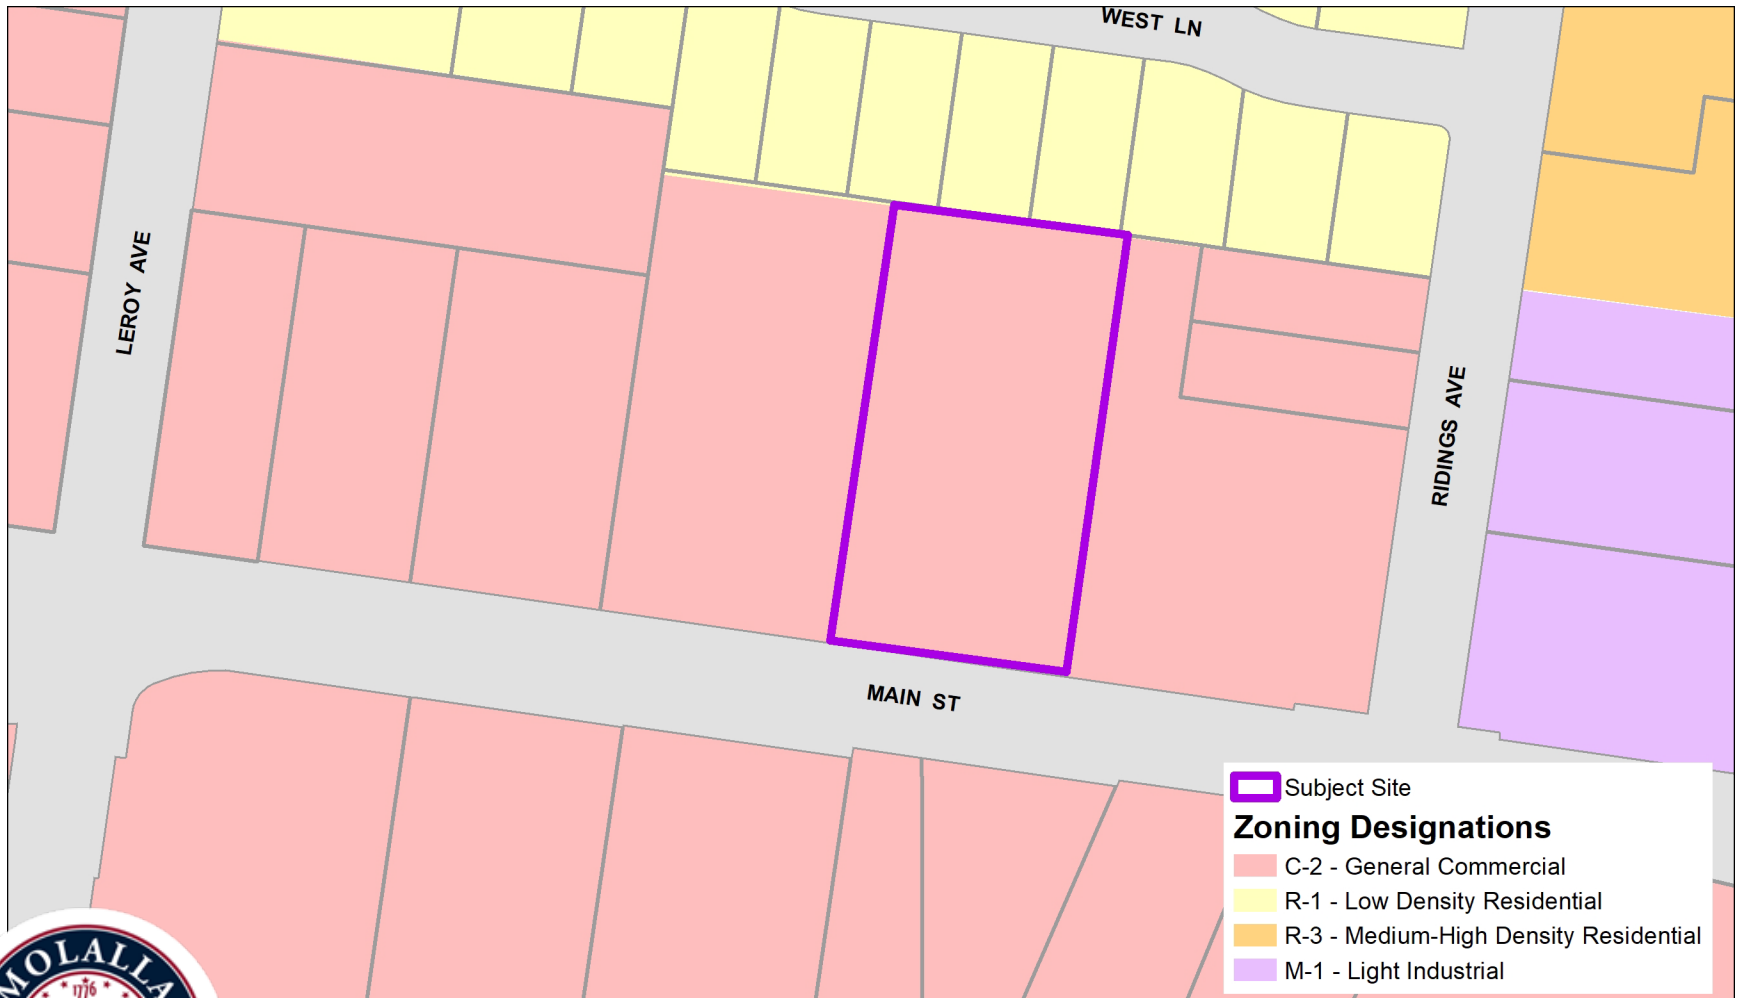 WEST LN
LEROY AVE
RIDINGS AVE
MAIN ST
Subject Site
Zoning Designations
C-2 - General Commercial
R-1 - Low Density Residential
R-3 - Medium-High Density Residential
M-1 - Light Industrial
MOLALLA
1776